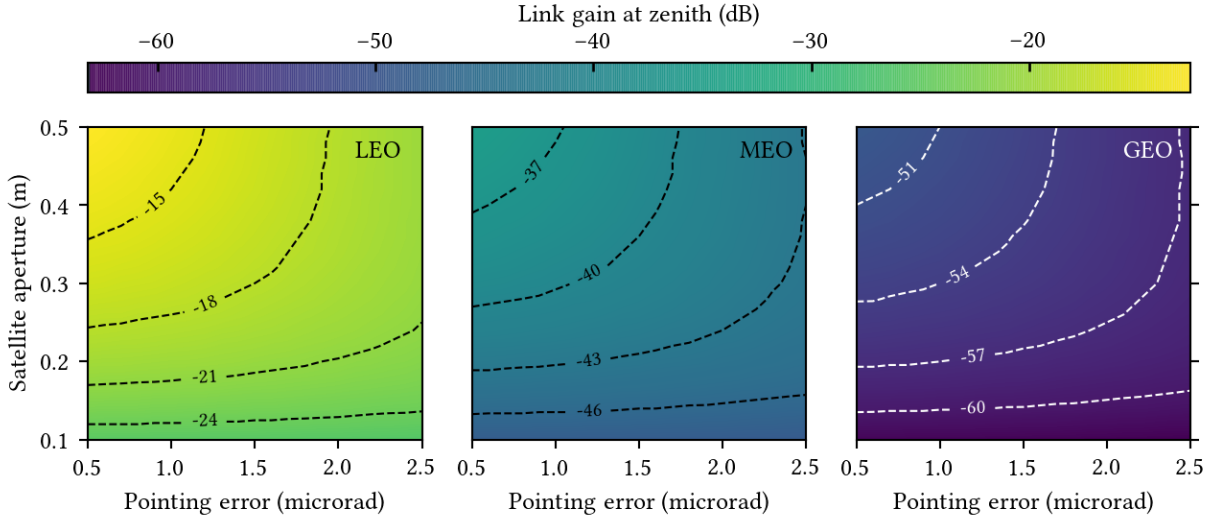 Link gain at zenith (dB)
−60 −50 −40 −30 −20
Satellite aperture (m)
0.5
0.4
0.3
0.2
0.1
LEO
-15
-18
-21
-24
0.5 1.0 1.5 2.0 2.5
Pointing error (microrad)
MEO
-37
-40
-43
-46
0.5 1.0 1.5 2.0 2.5
Pointing error (microrad)
GEO
-51
-54
-57
-60
0.5 1.0 1.5 2.0 2.5
Pointing error (microrad)